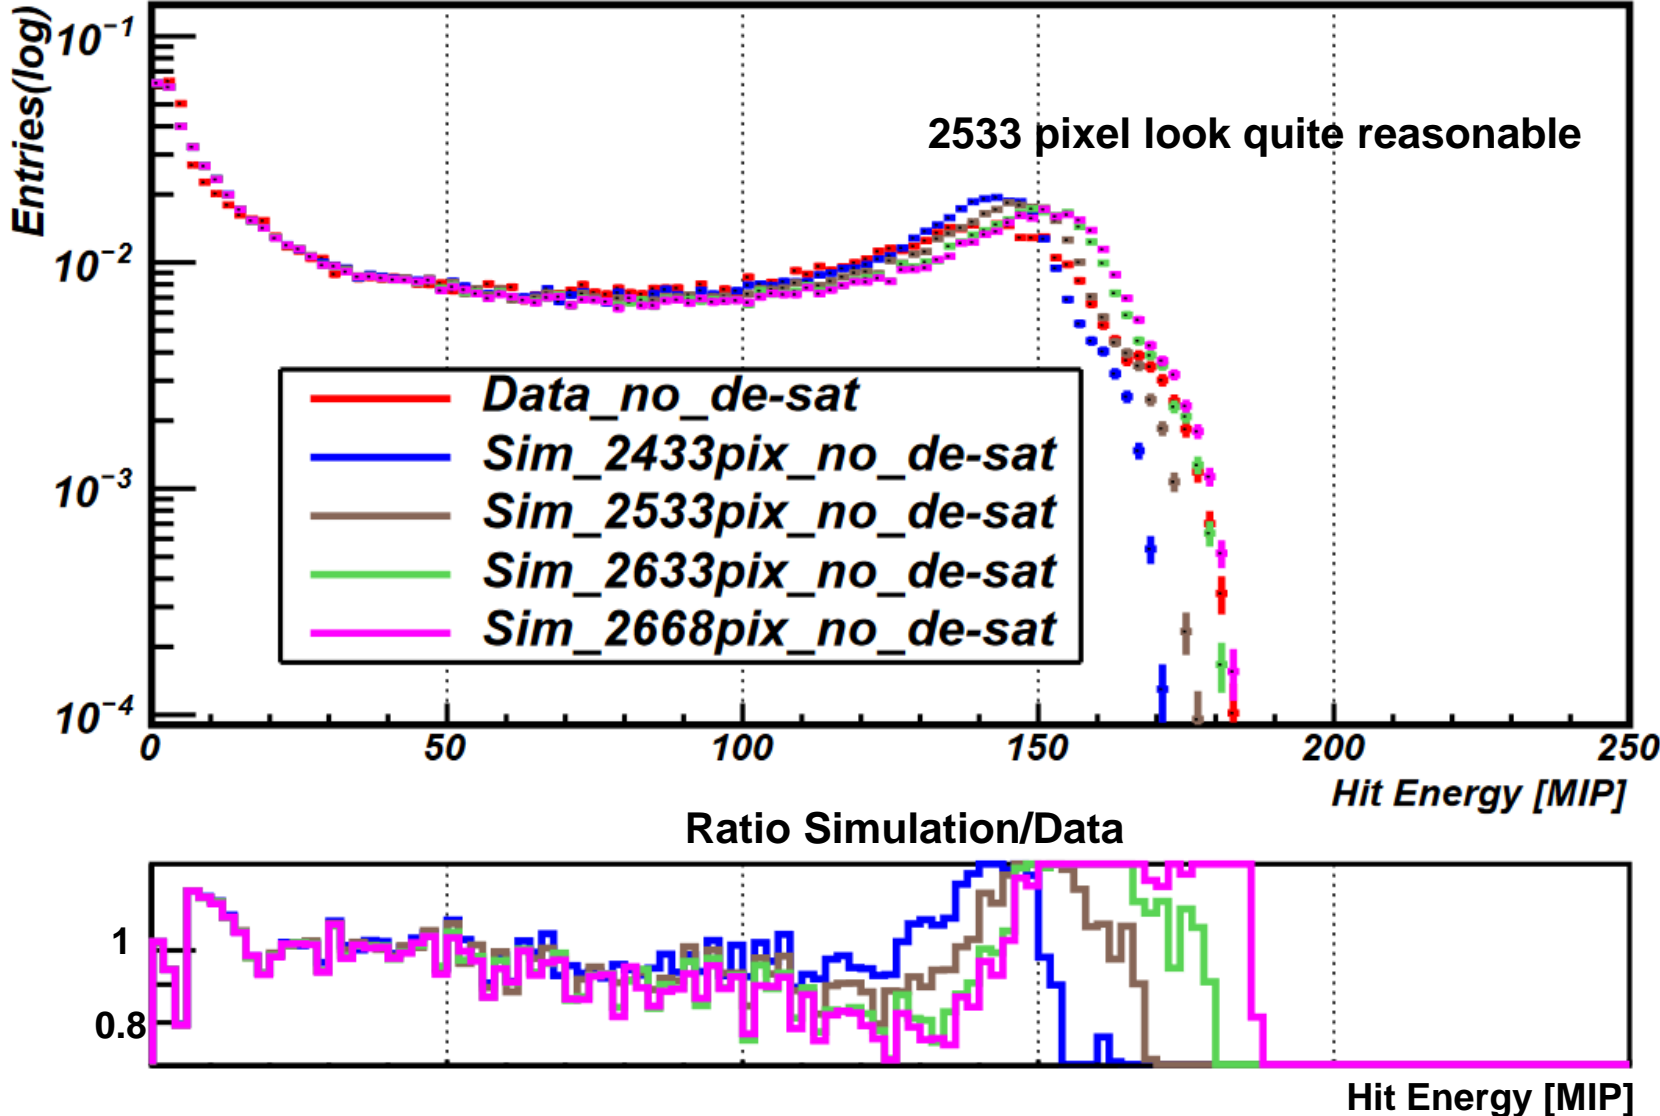 Entries(log)
10⁻¹
10⁻²
10⁻³
10⁻⁴
2533 pixel look quite reasonable
Data_no_de-sat
Sim_2433pix_no_de-sat
Sim_2533pix_no_de-sat
Sim_2633pix_no_de-sat
Sim_2668pix_no_de-sat
0 50 100 150 200 250
Hit Energy [MIP]
Ratio Simulation/Data
1
0.8
Hit Energy [MIP]